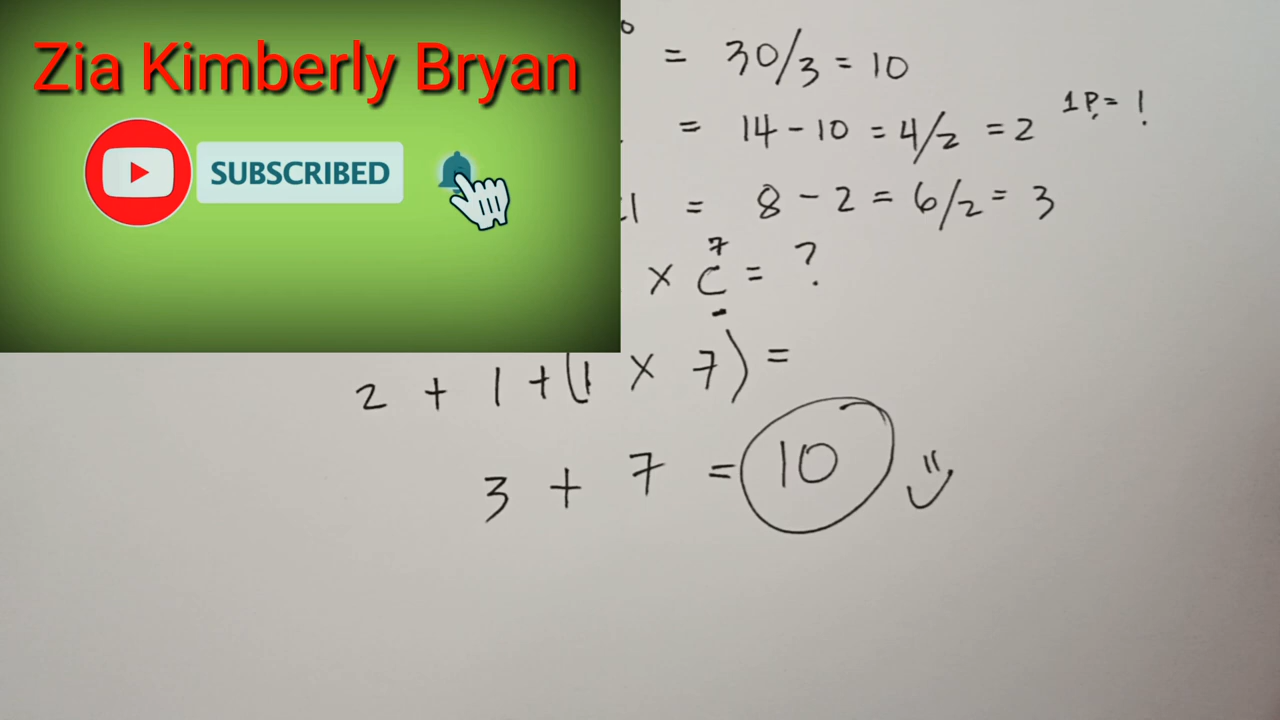 Zia Kimberly Bryan
SUBSCRIBED
= 30/3 = 10
= 14 - 10 = 4/2 = 2 1P = !
= 8 - 2 = 6/2 = 3
7
x C = ?
2 + 1 + (1 x 7) =
3 + 7 = 10